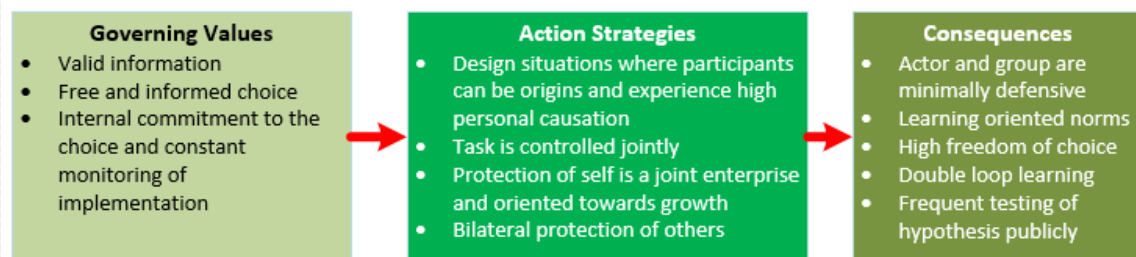 Governing Values
• Valid information
• Free and informed choice
• Internal commitment to the
choice and constant
monitoring of
implementation
Action Strategies
• Design situations where participants
can be origins and experience high
personal causation
• Task is controlled jointly
• Protection of self is a joint enterprise
and oriented towards growth
• Bilateral protection of others
Consequences
• Actor and group are
minimally defensive
• Learning oriented norms
• High freedom of choice
• Double loop learning
• Frequent testing of
hypothesis publicly